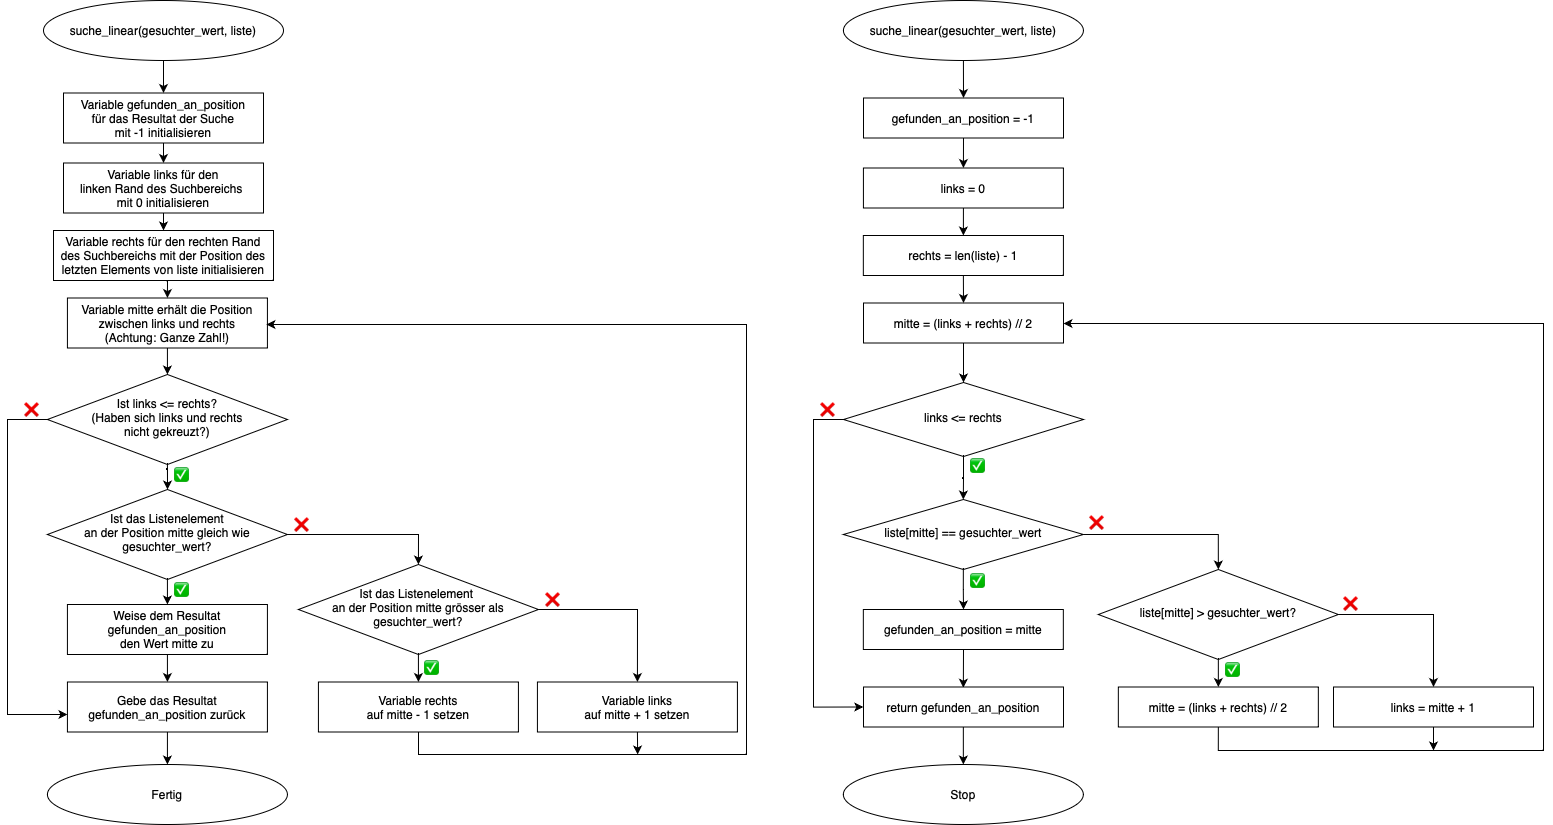 suche_linear(gesuchter_wert, liste)
Variable gefunden_an_position
für das Resultat der Suche
mit -1 initialisieren
Variable links für den
linken Rand des Suchbereichs
mit 0 initialisieren
Variable rechts für den rechten Rand
des Suchbereichs mit der Position des
letzten Elements von liste initialisieren
Variable mitte erhält die Position
zwischen links und rechts
(Achtung: Ganze Zahl!)
Ist links <= rechts?
(Haben sich links und rechts
nicht gekreuzt?)
Ist das Listenelement
an der Position mitte gleich wie
gesuchter_wert?
Weise dem Resultat
gefunden_an_position
den Wert mitte zu
Gebe das Resultat
gefunden_an_position zurück
Fertig
Ist das Listenelement
an der Position mitte grösser als
gesuchter_wert?
Variable rechts
auf mitte - 1 setzen
Variable links
auf mitte + 1 setzen
suche_linear(gesuchter_wert, liste)
gefunden_an_position = -1
links = 0
rechts = len(liste) - 1
mitte = (links + rechts) // 2
links <= rechts
liste[mitte] == gesuchter_wert
gefunden_an_position = mitte
return gefunden_an_position
Stop
liste[mitte] > gesuchter_wert?
mitte = (links + rechts) // 2
links = mitte + 1